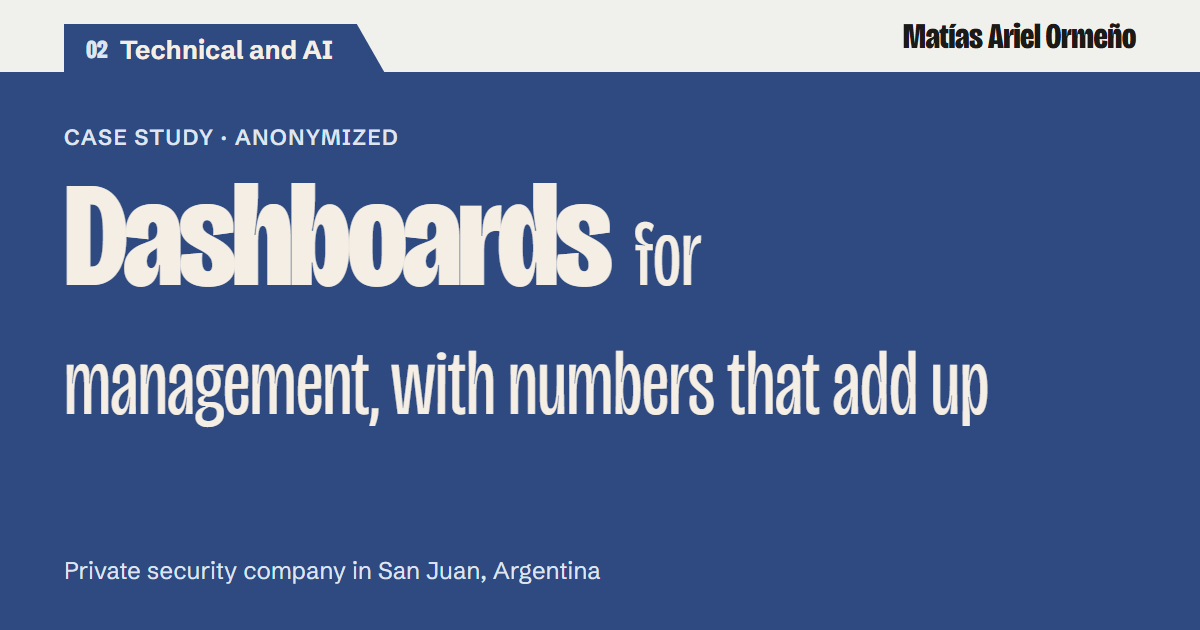 02 Technical and AI
Matías Ariel Ormeño
CASE STUDY · ANONYMIZED
Dashboards for
management, with numbers that add up
Private security company in San Juan, Argentina